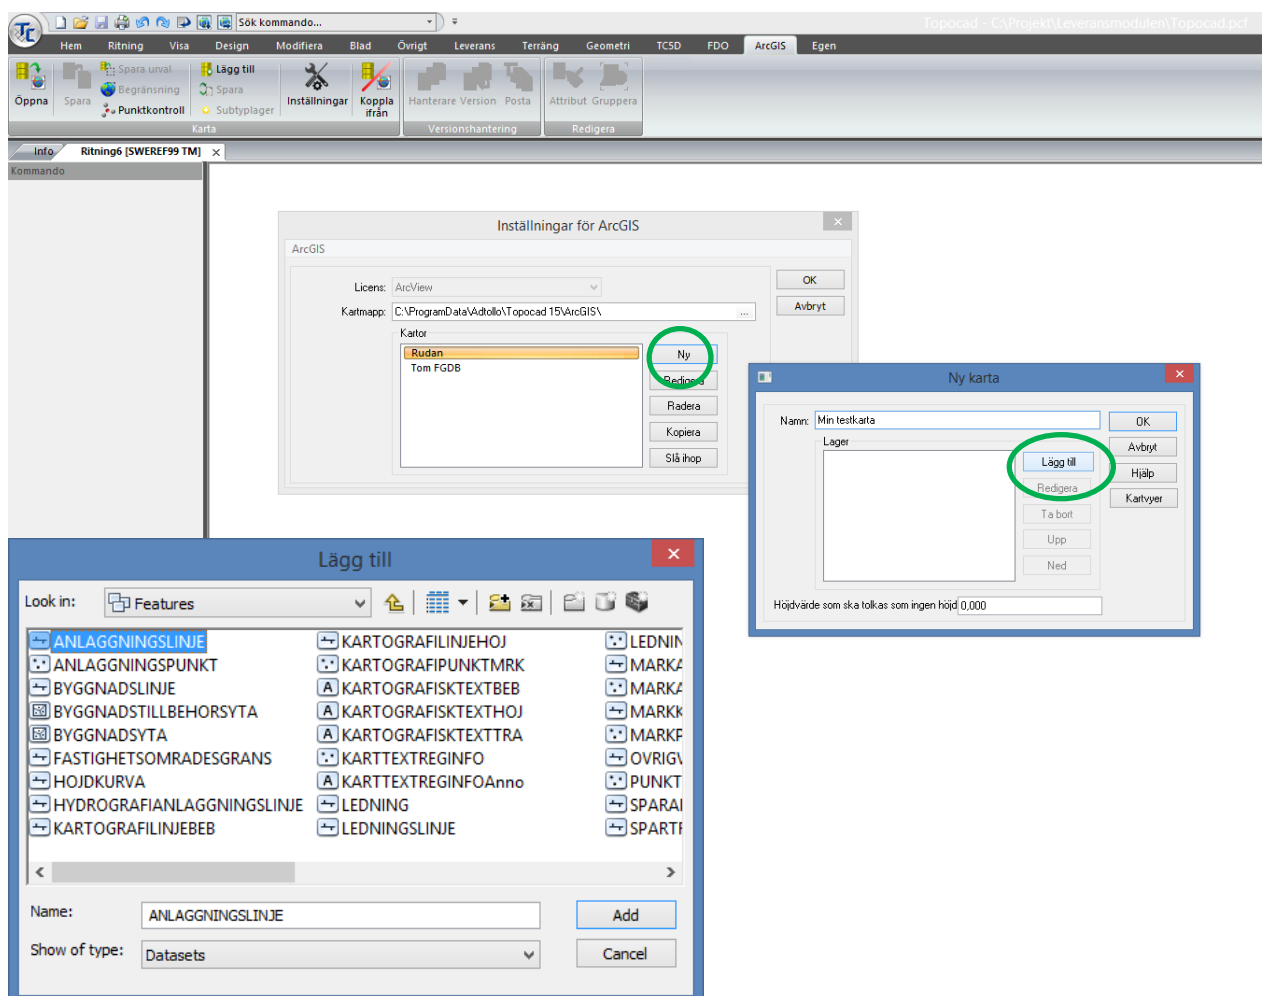 Sök kommando...
Topocad - C:\Projekt\Leveransmodulen\Topocad.pcf
Hem Ritning Visa Design Modifiera Blad Övrigt Leverans Terräng Geometri TC5D FDO ArcGIS Egen
Öppna
Spara
Spara urval
Begränsning
Punktkontroll
Lägg till
Spara
Subtyplager
Inställningar
Koppla ifrån
Karta
Hanterare Version Posta
Versionshantering
Attribut Gruppera
Redigera
Info
Ritning6 [SWEREF99 TM]
Kommando
Inställningar för ArcGIS
ArcGIS
Licens: ArcView
Kartmapp: C:\ProgramData\Adtollo\Topocad 15\ArcGIS\ ...
Kartor
Rudan
Tom FGDB
Ny
Redigera
Radera
Kopiera
Slå ihop
OK
Avbryt
Ny karta
Namn: Min testkarta
Lager
Lägg till
Redigera
Ta bort
Upp
Ned
OK
Avbryt
Hjälp
Kartvyer
Höjdvärde som ska tolkas som ingen höjd 0,000
Lägg till
Look in: Features
ANLAGGNINGSLINJE
ANLAGGNINGSPUNKT
BYGGNADSLINJE
BYGGNADSTILLBEHORSYTA
BYGGNADSYTA
FASTIGHETSOMRADESGRANS
HOJDKURVA
HYDROGRAFIANLAGGNINGSLINJE
KARTOGRAFILINJEBEB
KARTOGRAFILINJEHOJ
KARTOGRAFIPUNKTMRK
KARTOGRAFISKTEXTBEB
KARTOGRAFISKTEXTHOJ
KARTOGRAFISKTEXTTRA
KARTTEXTREGINFO
KARTTEXTREGINFOAnno
LEDNING
LEDNINGSLINJE
Name: ANLAGGNINGSLINJE
Add
Show of type: Datasets
Cancel